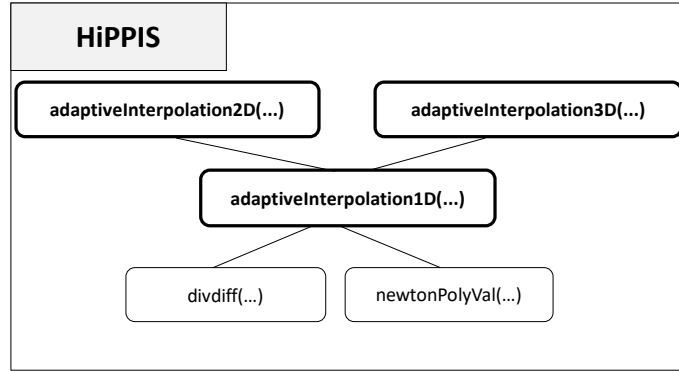 HiPPIS
adaptiveInterpolation2D(...)
adaptiveInterpolation3D(...)
adaptiveInterpolation1D(...)
divdiff(...)
newtonPolyVal(...)